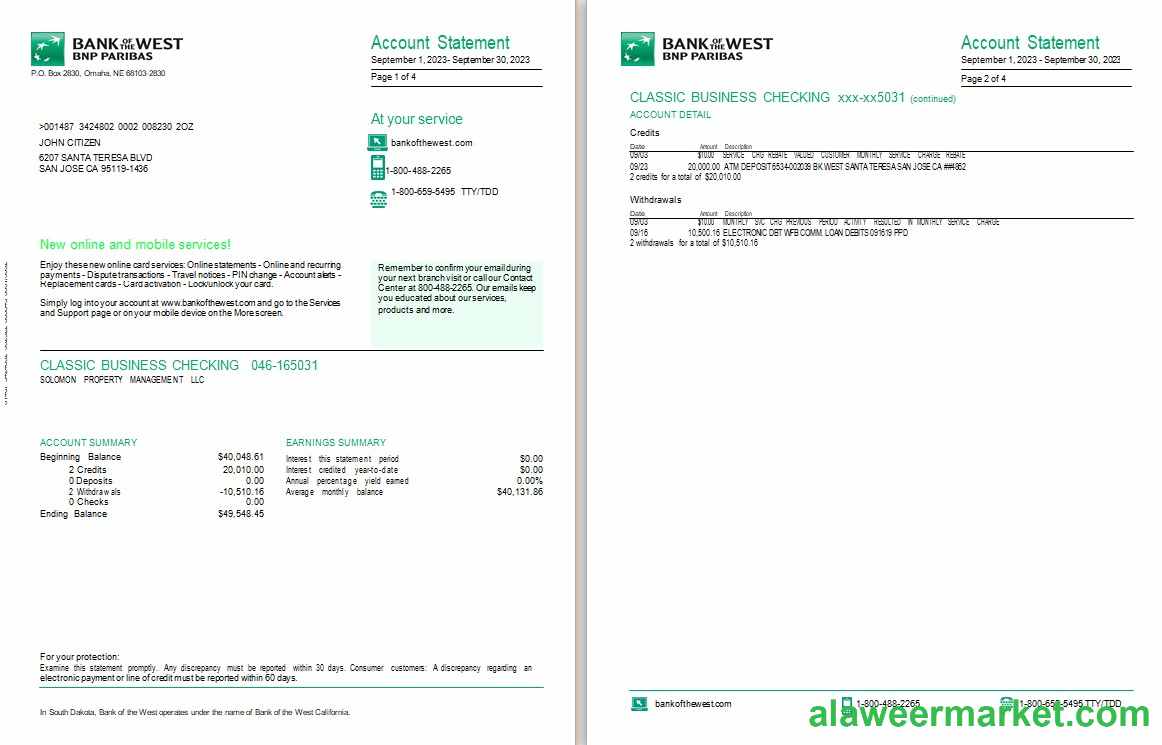 BANK OF THE WEST
BNP PARIBAS
P.O. Box 2830, Omaha, NE 68103-2830
Account Statement
September 1, 2023- September 30, 2023
Page 1 of 4
>001487 3424802 0002 008230 2OZ
JOHN CITIZEN
6207 SANTA TERESA BLVD
SAN JOSE CA 95119-1436
At your service
bankofthewest.com
1-800-488-2265
1-800-659-5495 TTY/TDD
New online and mobile services!
Enjoy these new online card services: Online statements - Online and recurring
payments - Dispute transactions - Travel notices - PIN change - Account alerts -
Replacement cards - Card activation - Lock/unlock your card.
Simply log into your account at www.bankofthewest.com and go to the Services
and Support page or on your mobile device on the More screen.
Remember to confirm your email during
your next branch visit or call our Contact
Center at 800-488-2265. Our emails keep
you educated about our services,
products and more.
CLASSIC BUSINESS CHECKING 046-165031
SOLOMON PROPERTY MANAGEMENT LLC
ACCOUNT SUMMARY
Beginning Balance $40,048.61
2 Credits 20,010.00
0 Deposits 0.00
2 Withdrawals -10,510.16
0 Checks 0.00
Ending Balance $49,548.45
EARNINGS SUMMARY
Interest this statement period $0.00
Interest credited year-to-date $0.00
Annual percentage yield earned 0.00%
Average monthly balance $40,131.86
For your protection:
Examine this statement promptly. Any discrepancy must be reported within 30 days. Consumer customers: A discrepancy regarding an
electronic payment or line of credit must be reported within 60 days.
In South Dakota, Bank of the West operates under the name of Bank of the West California.
BANK OF THE WEST
BNP PARIBAS
Account Statement
September 1, 2023 - September 30, 2023
Page 2 of 4
CLASSIC BUSINESS CHECKING xxx-xx5031 (continued)
ACCOUNT DETAIL
Credits
Date Amount Description
09/03 $10.00 SERVICE CHG REBATE VALUED CUSTOMER MONTHLY SERVICE CHARGE REBATE
09/23 20,000.00 ATM DEPOSIT 6534-002039 BK WEST SANTA TERESA SAN JOSE CA ###4862
2 credits for a total of $20,010.00
Withdrawals
Date Amount Description
09/03 $10.00 MONTHLY SVC CHG PREVIOUS PERIOD ACTIVITY RESULTED IN MONTHLY SERVICE CHARGE
09/16 10,500.16 ELECTRONIC DBT WFB COMM. LOAN DEBITS 091619 PPD
2 withdrawals for a total of $10,510.16
bankofthewest.com
1-800-488-2265
1-800-659-5495 TTY/TDD
alaweermarket.com